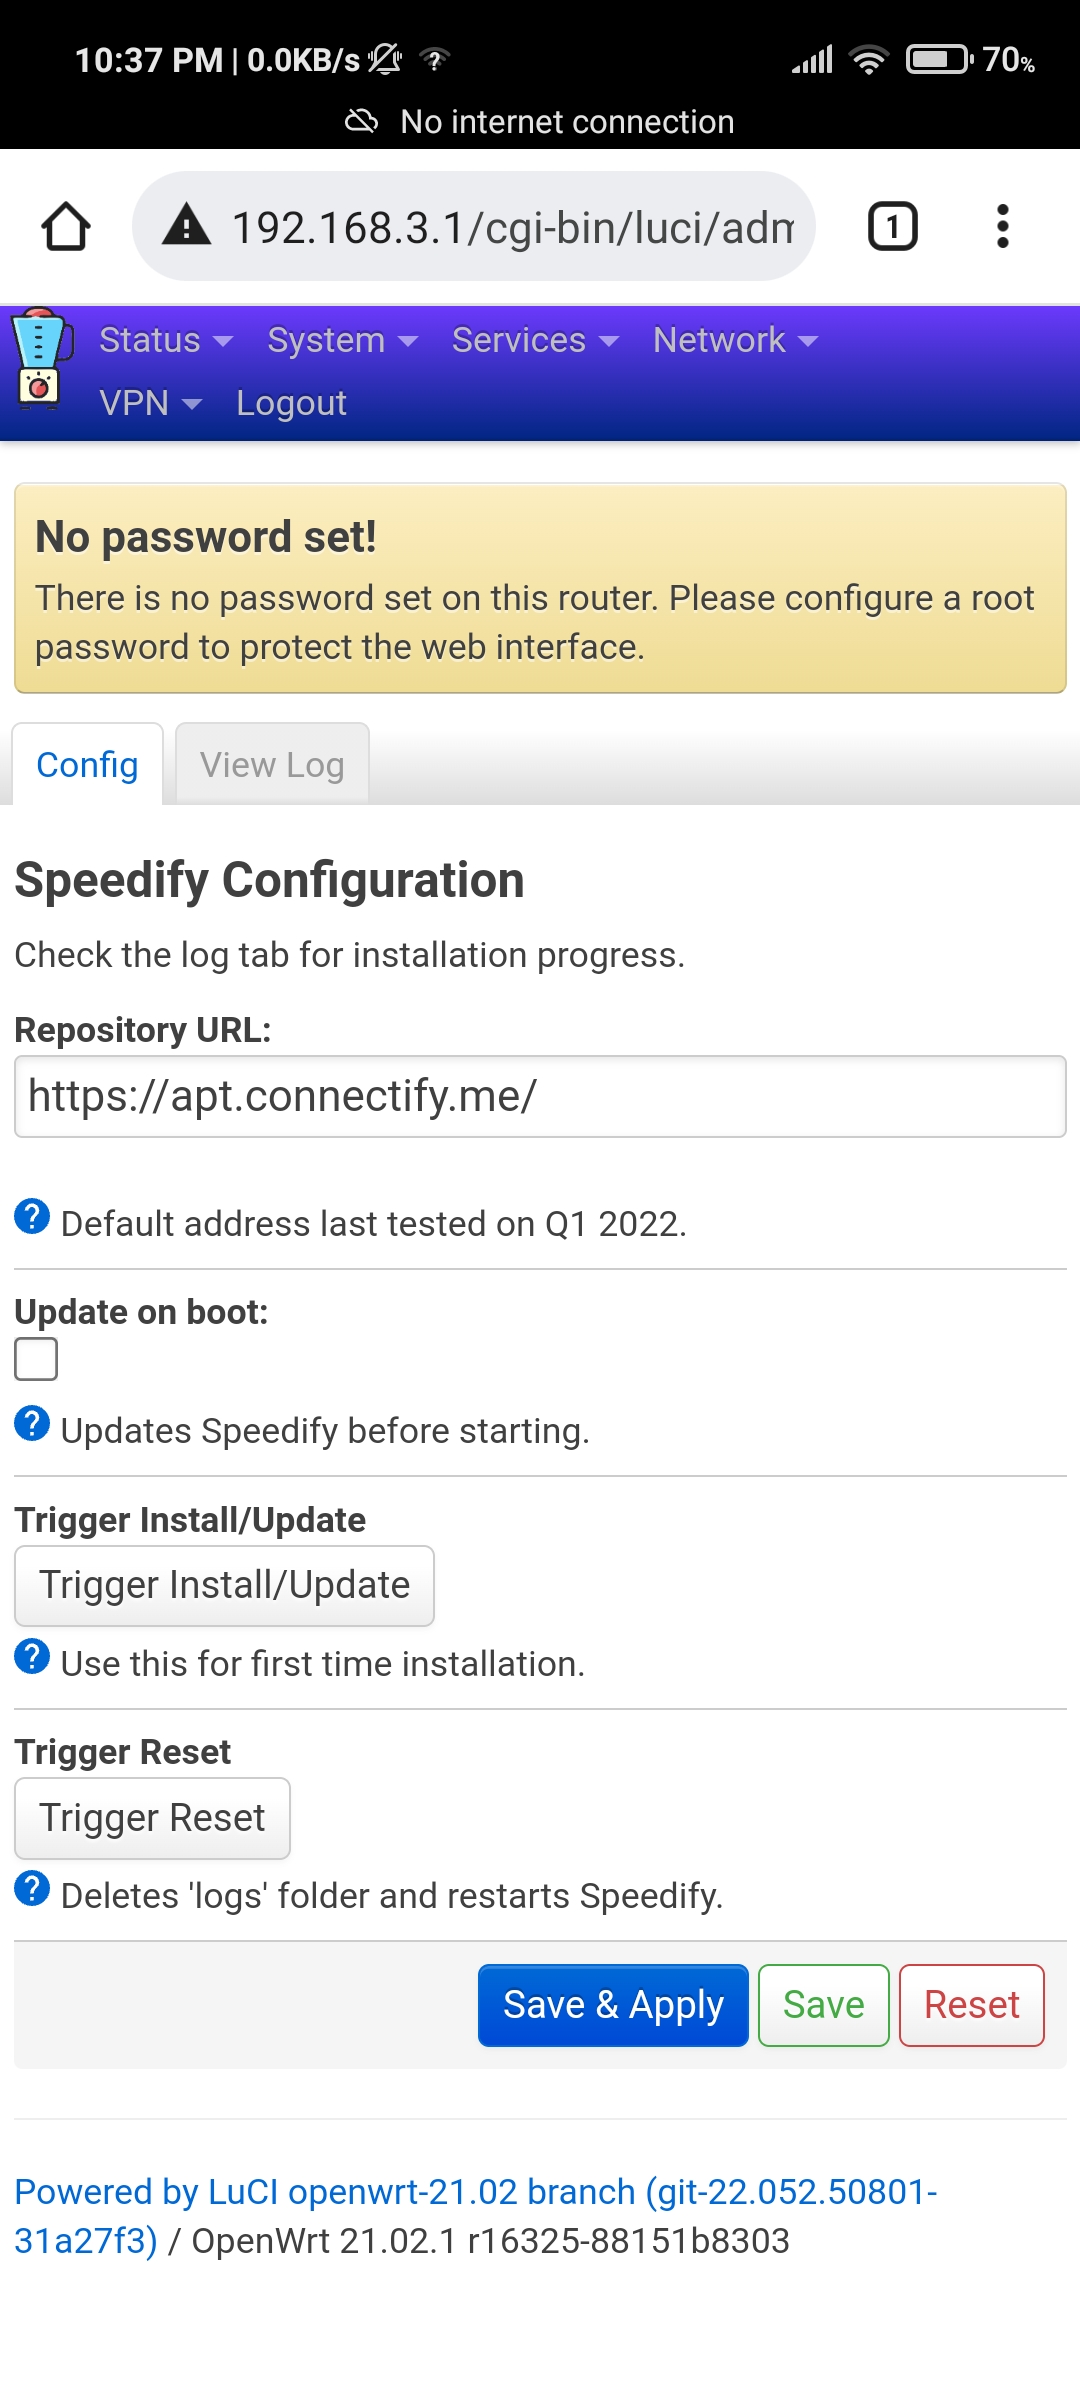 10:37 PM | 0.0KB/s 70%
No internet connection
192.168.3.1/cgi-bin/luci/adm
1
Status System Services Network
VPN Logout
No password set!
There is no password set on this router. Please configure a root
password to protect the web interface.
Config View Log
Speedify Configuration
Check the log tab for installation progress.
Repository URL:
https://apt.connectify.me/
Default address last tested on Q1 2022.
Update on boot:
Updates Speedify before starting.
Trigger Install/Update
Trigger Install/Update
Use this for first time installation.
Trigger Reset
Trigger Reset
Deletes 'logs' folder and restarts Speedify.
Save & Apply Save Reset
Powered by LuCI openwrt-21.02 branch (git-22.052.50801-
31a27f3) / OpenWrt 21.02.1 r16325-88151b8303